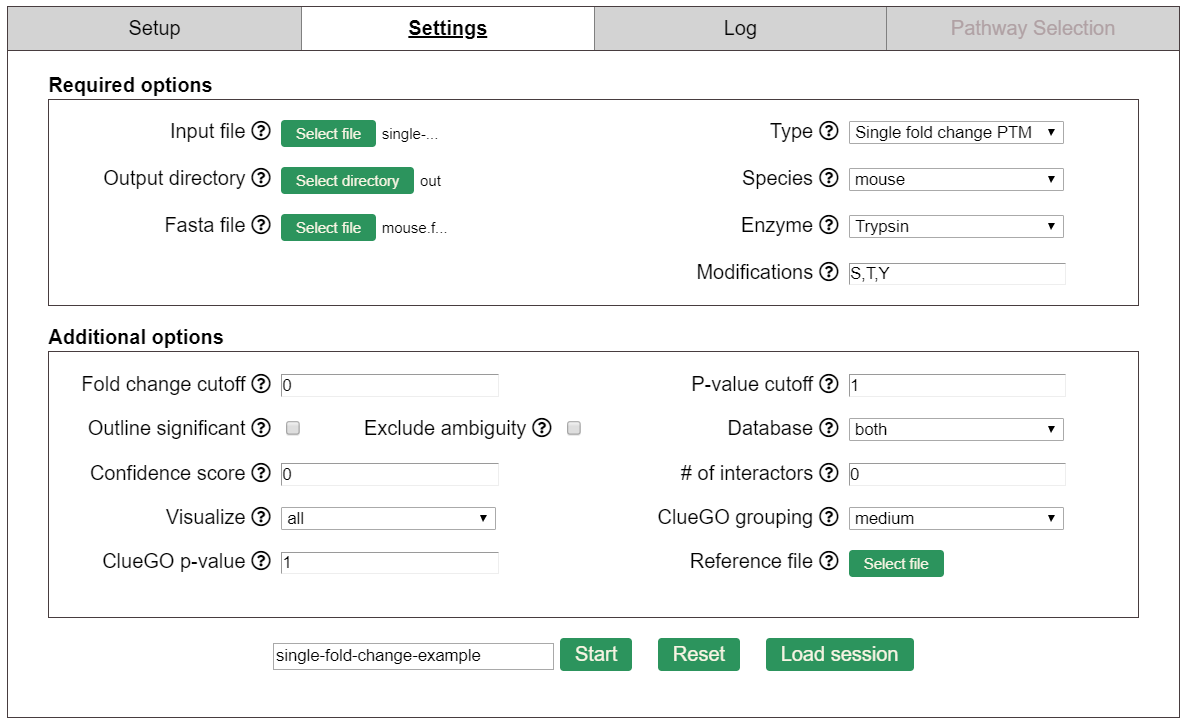 Setup Settings Log Pathway Selection
Required options
Input file ? Select file single-... Type ? Single fold change PTM
Output directory ? Select directory out Species ? mouse
Fasta file ? Select file mouse.f... Enzyme ? Trypsin
Modifications ? S,T,Y
Additional options
Fold change cutoff ? 0 P-value cutoff ? 1
Outline significant ? Exclude ambiguity ? Database ? both
Confidence score ? 0 # of interactors ? 0
Visualize ? all ClueGO grouping ? medium
ClueGO p-value ? 1 Reference file ? Select file
single-fold-change-example Start Reset Load session